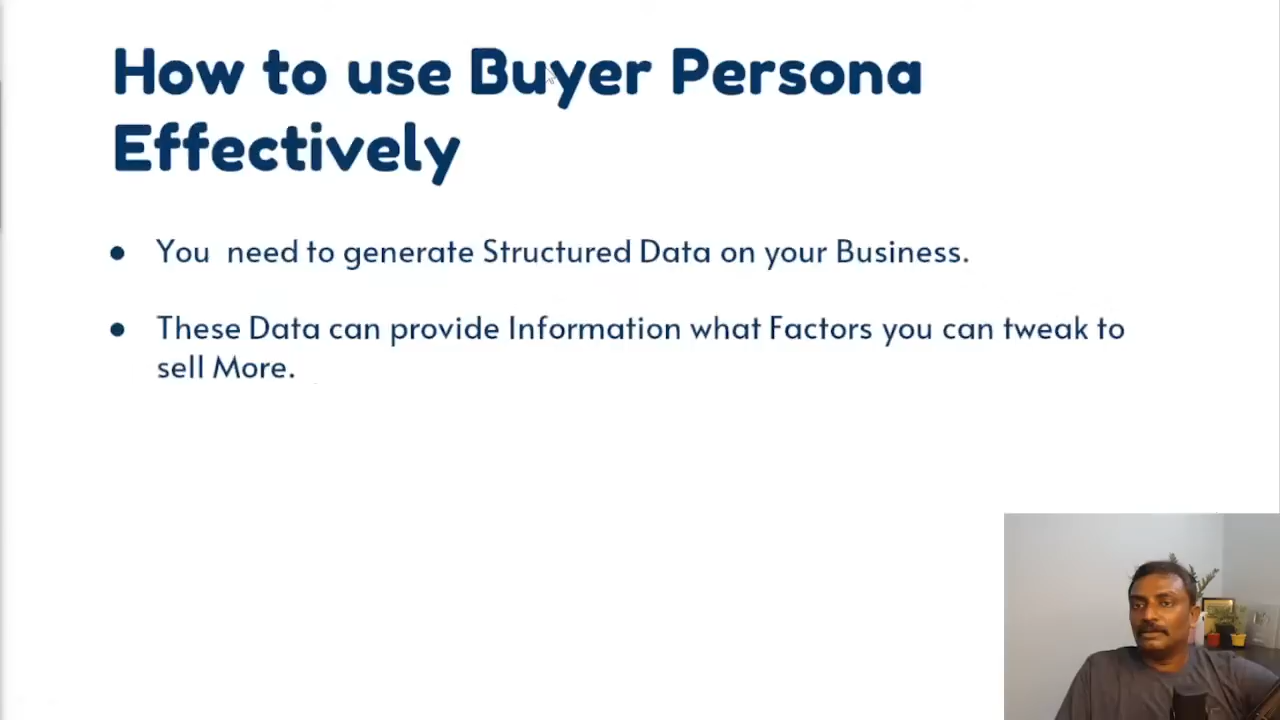 How to use Buyer Persona
Effectively
● You need to generate Structured Data on your Business.
● These Data can provide Information what Factors you can tweak to
sell More.